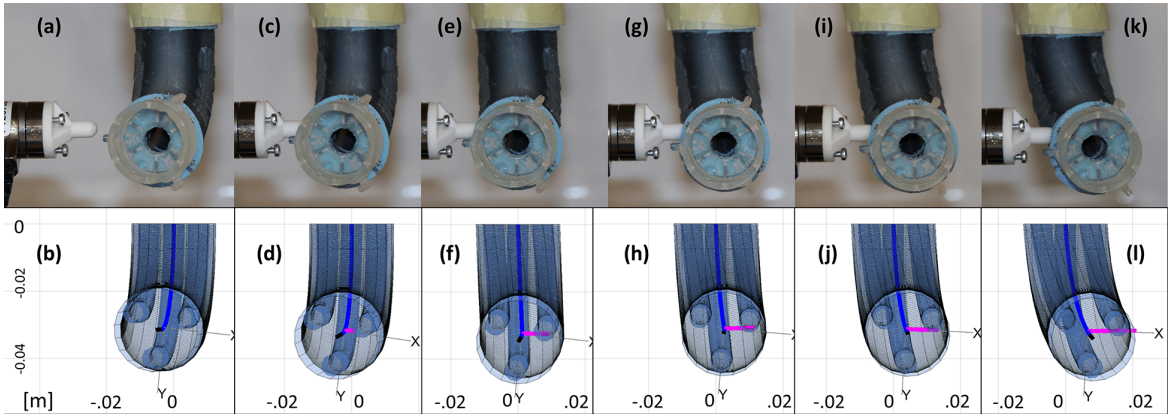 (a) (c) (e) (g) (i) (k)
0 (b) (d) (f) (h) (j) (l)
-0.02
X X X X X X
-0.04
Y Y Y Y Y Y
[m] -.02 0 -.02 0 -.02 0 .02 -.02 0 .02 -.02 0 .02 0 .02